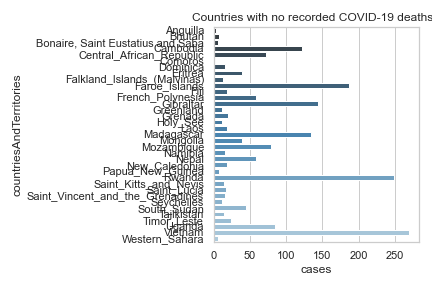 Countries with no recorded COVID-19 deaths
countriesAndTerritories
Anguilla
Bhutan
Bonaire, Saint Eustatius and Saba
Cambodia
Central_African_Republic
Comoros
Dominica
Eritrea
Falkland_Islands_(Malvinas)
Faroe_Islands
Fiji
French_Polynesia
Gibraltar
Greenland
Grenada
Holy_See
Laos
Madagascar
Mongolia
Mozambique
Namibia
Nepal
New_Caledonia
Papua_New_Guinea
Rwanda
Saint_Kitts_and_Nevis
Saint_Lucia
Saint_Vincent_and_the_Grenadines
Seychelles
South_Sudan
Tajikistan
Timor_Leste
Uganda
Vietnam
Western_Sahara
0 50 100 150 200 250
cases